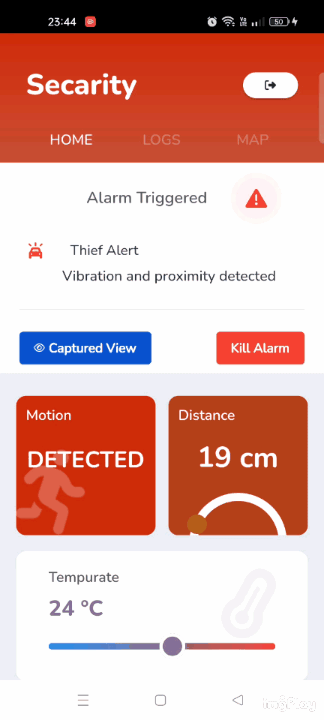 23:44
50
Secarity
HOME LOGS MAP
Alarm Triggered
Thief Alert
Vibration and proximity detected
Captured View Kill Alarm
Motion Distance
DETECTED 19 cm
Tempurate
24 °C